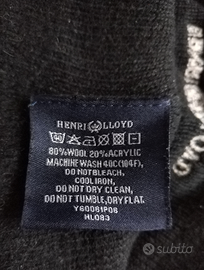 HENRI LLOYD
80%WOOL 20%ACRYLIC
MACHINE WASH 40C(104F),
DO NOT BLEACH,
COOL IRON,
DO NOT DRY CLEAN,
DO NOT TUMBLE, DRY FLAT.
Y60081P08
HL083
subito